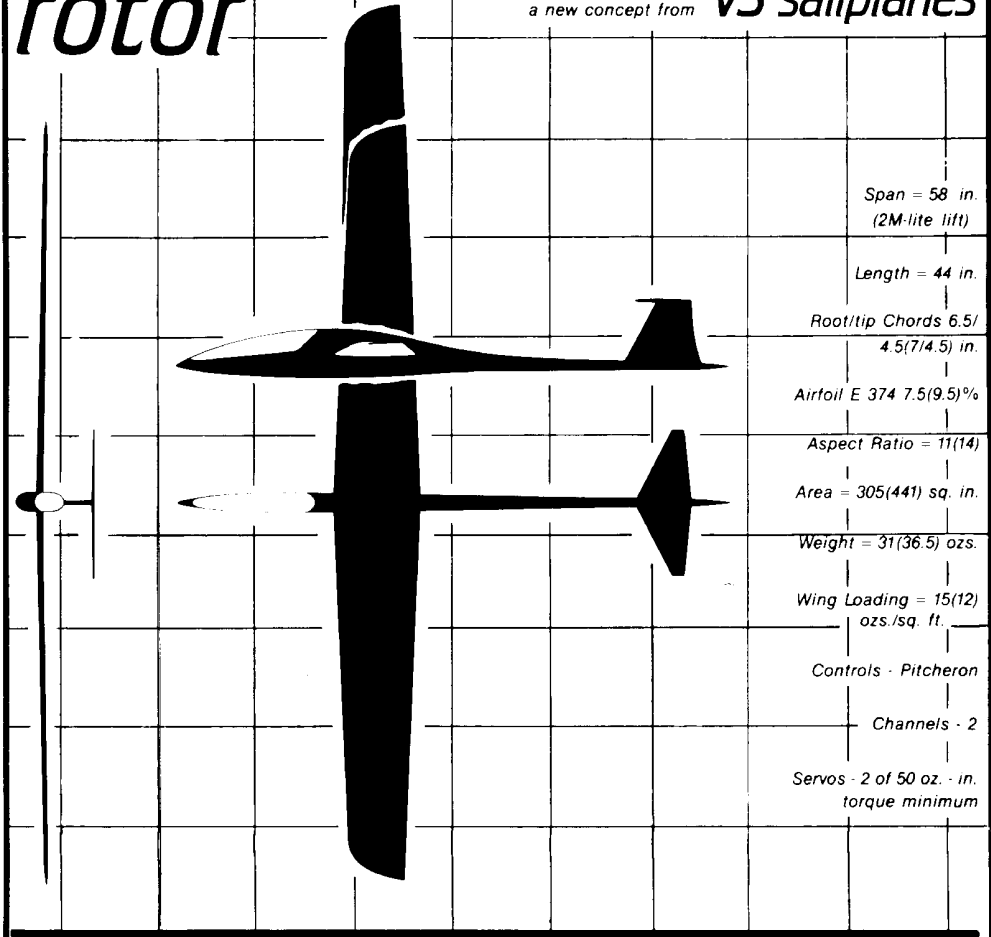 rotor
a new concept from VS sailplanes
Span = 58 in.
(2M-lite lift)
Length = 44 in.
Root/tip Chords 6.5/
4.5(7/4.5) in.
Airfoil E 374 7.5(9.5)%
Aspect Ratio = 11(14)
Area = 305(441) sq. in.
Weight = 31(36.5) ozs.
Wing Loading = 15(12)
ozs./sq. ft.
Controls - Pitcheron
Channels - 2
Servos - 2 of 50 oz. - in.
torque minimum